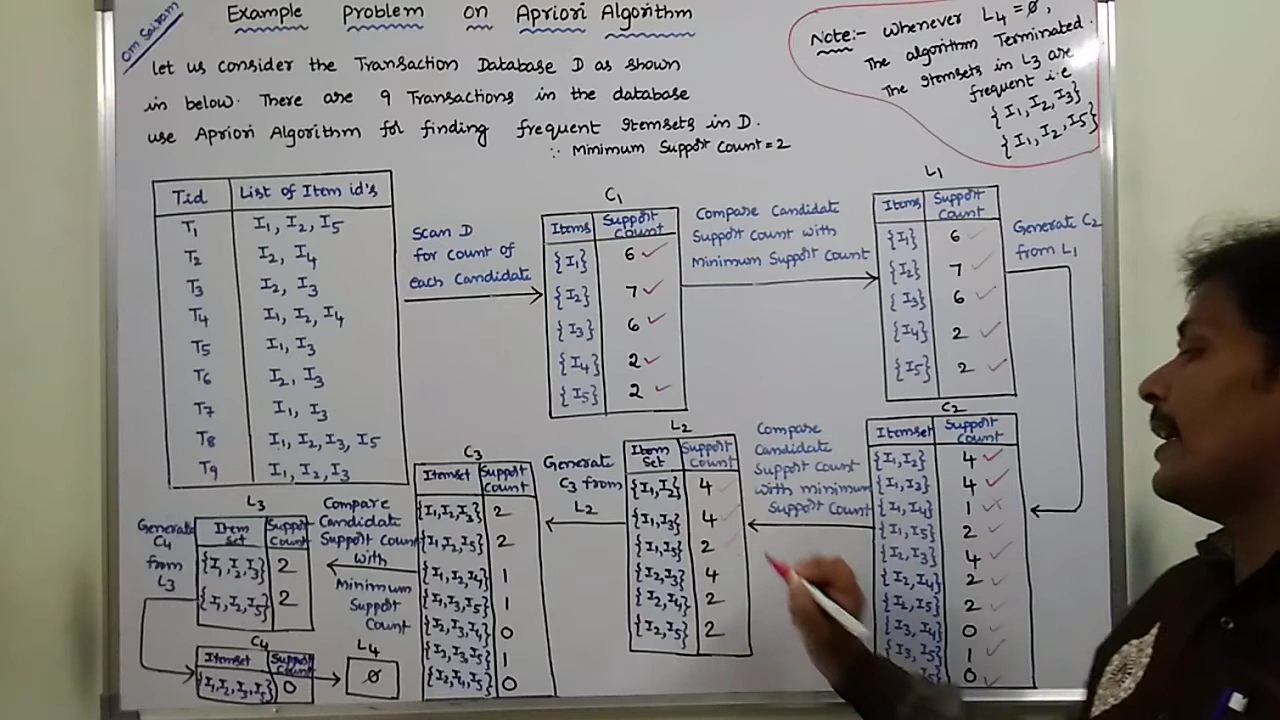 Om Sairam
Example Problem on Apriori Algorithm
Let us consider the Transaction Database D as shown
in below. There are 9 Transactions in the database
use Apriori Algorithm for finding frequent Itemsets in D.
∵ Minimum Support Count = 2
Note:- Whenever L4 = ∅,
The algorithm Terminated.
The Itemsets in L3 are
frequent i.e
{I1, I2, I3}
{I1, I2, I5}
Tid List of Item id's
T1 I1, I2, I5
T2 I2, I4
T3 I2, I3
T4 I1, I2, I4
T5 I1, I3
T6 I2, I3
T7 I1, I3
T8 I1, I2, I3, I5
T9 I1, I2, I3
Scan D
for count of
each Candidate
C1
Items Support Count
{I1} 6 ✓
{I2} 7 ✓
{I3} 6 ✓
{I4} 2 ✓
{I5} 2 ✓
Compare Candidate
Support Count with
Minimum Support Count
L1
Items Support Count
{I1} 6 ✓
{I2} 7 ✓
{I3} 6 ✓
{I4} 2 ✓
{I5} 2 ✓
Generate C2
from L1
C2
Itemset Support Count
{I1, I2} 4 ✓
{I1, I3} 4 ✓
{I1, I4} 1 ×
{I1, I5} 2 ✓
{I2, I3} 4 ✓
{I2, I4} 2 ✓
{I2, I5} 2 ✓
{I3, I4} 0 ✓
{I3, I5} 1 ✓
I5} 0 ✓
Compare
Candidate
Support Count
with minimum
Support Count
L2
Item Set Support Count
{I1, I2} 4
{I1, I3} 4
{I1, I5} 2
{I2, I3} 4
{I2, I4} 2
{I2, I5} 2
Generate
C3 from
L2
C3
Itemset Support Count
{I1, I2, I3} 2
{I1, I2, I5} 2
{I1, I2, I4} 1
{I1, I3, I5} 1
{I2, I3, I4} 0
{I2, I3, I5} 1
{I2, I4, I5} 0
Compare
Candidate
Support Count
with
Minimum
Support
Count
L3
Item Set Support Count
{I1, I2, I3} 2
{I1, I2, I5} 2
Generate
C4
from
L3
C4
Itemset Support Count
{I1, I2, I3, I5} 0
L4
∅